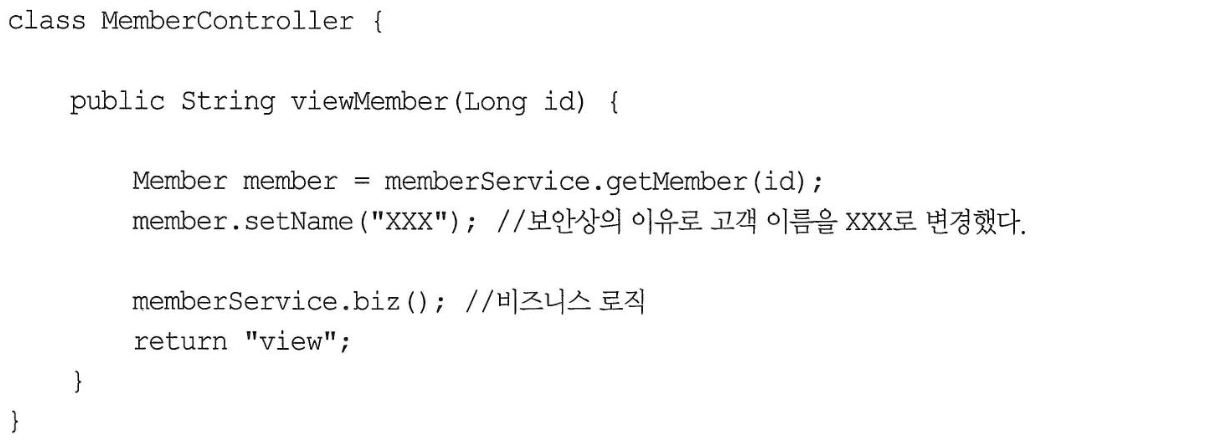 class MemberController {
public String viewMember(Long id) {
Member member = memberService.getMember(id);
member.setName("XXX"); //보안상의 이유로 고객 이름을 XXX로 변경했다.
memberService.biz(); //비즈니스 로직
return "view";
}
}